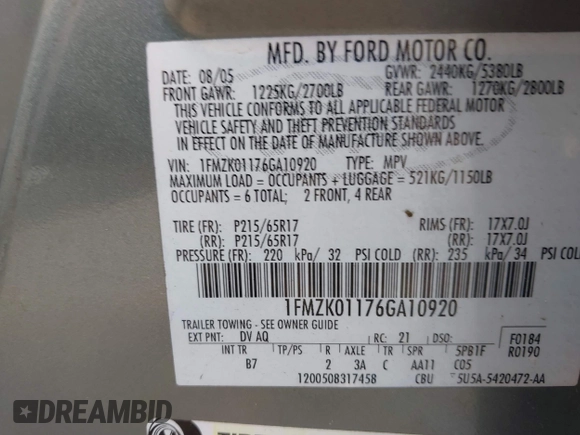 MFD. BY FORD MOTOR CO.
DATE: 08/05 GVWR: 2440KG/5380LB
FRONT GAWR: 1225KG/2700LB REAR GAWR: 1270KG/2800LB
THIS VEHICLE CONFORMS TO ALL APPLICABLE FEDERAL MOTOR
VEHICLE SAFETY AND THEFT PREVENTION STANDARDS
IN EFFECT ON THE DATE OF MANUFACTURE SHOWN ABOVE.
VIN: 1FMZK01176GA10920 TYPE: MPV
MAXIMUM LOAD = OCCUPANTS + LUGGAGE = 521KG/1150LB
OCCUPANTS = 6 TOTAL; 2 FRONT, 4 REAR
TIRE (FR): P215/65R17 RIMS (FR): 17X7.0J
(RR): P215/65R17 (RR): 17X7.0J
PRESSURE (FR): 220 kPa/ 32 PSI COLD (RR): 235 kPa/ 34 PSI COLD
1FMZK01176GA10920
TRAILER TOWING - SEE OWNER GUIDE
EXT PNT: DV AQ RC: 21 DSO: F0184
INT TR TP/PS R AXLE TR SPR 5PB1F R0190
B7 2 3A C AA11 C05
1200508317458 CBU 5U5A-5420472-AA
DREAMBID DREAMBID